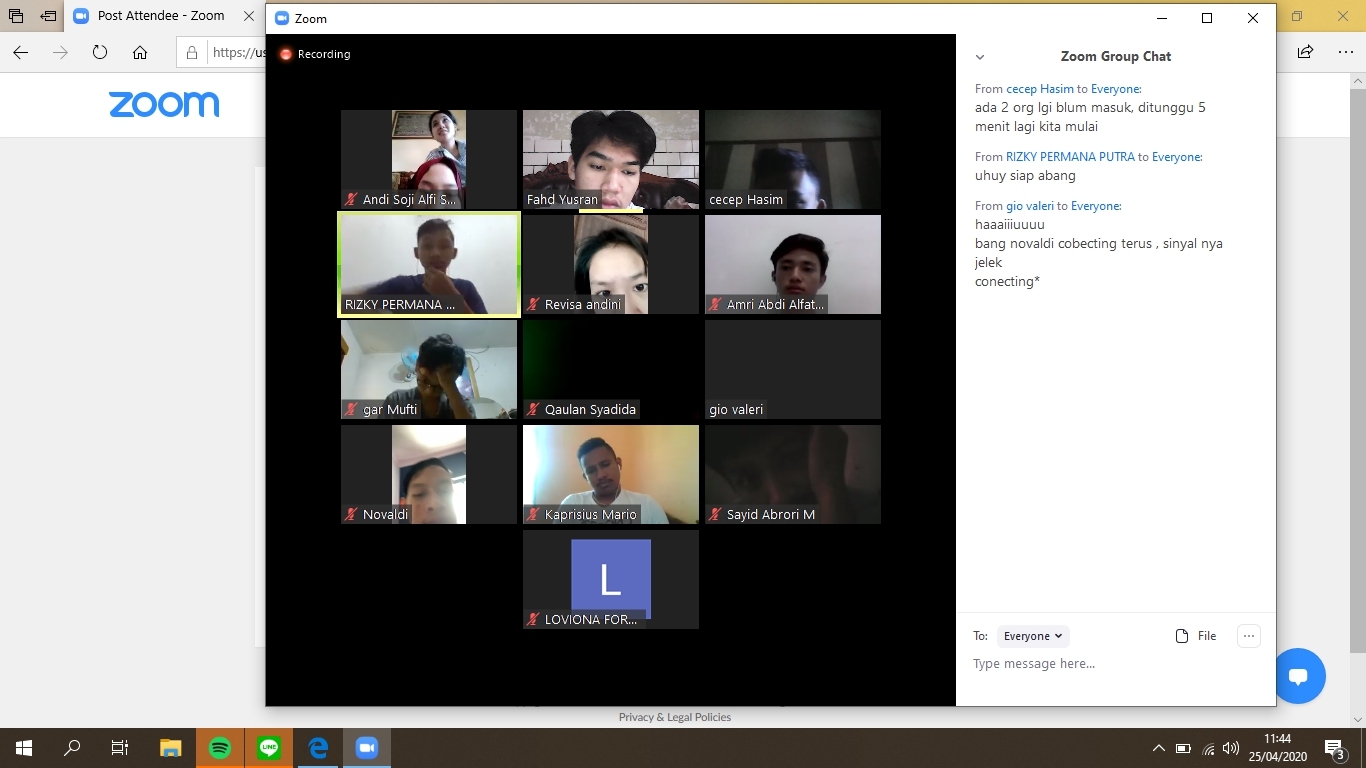 Post Attendee - Zoom
https://us
zoom
Zoom
Recording
Andi Soji Alfi S...
Fahd Yusran
cecep Hasim
RIZKY PERMANA ...
Revisa andini
Amri Abdi Alfat...
gar Mufti
Qaulan Syadida
gio valeri
Novaldi
Kaprisius Mario
Sayid Abrori M
L
LOVIONA FOR...
Zoom Group Chat
From cecep Hasim to Everyone:
ada 2 org lgi blum masuk, ditunggu 5
menit lagi kita mulai
From RIZKY PERMANA PUTRA to Everyone:
uhuy siap abang
From gio valeri to Everyone:
haaaiiiuuuu
bang novaldi cobecting terus , sinyal nya
jelek
conecting*
To: Everyone
File
Type message here...
Privacy & Legal Policies
LINE
11:44
25/04/2020
3